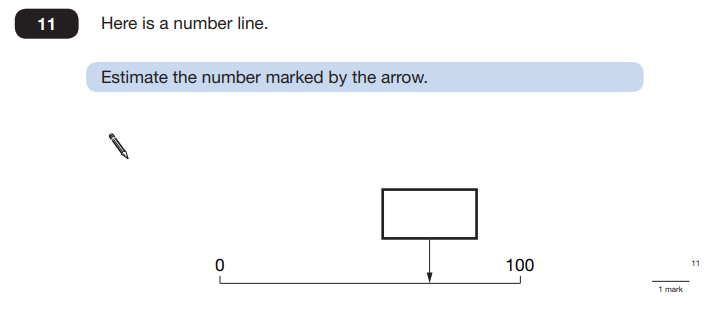 11 Here is a number line.
Estimate the number marked by the arrow.
0 100
11
1 mark